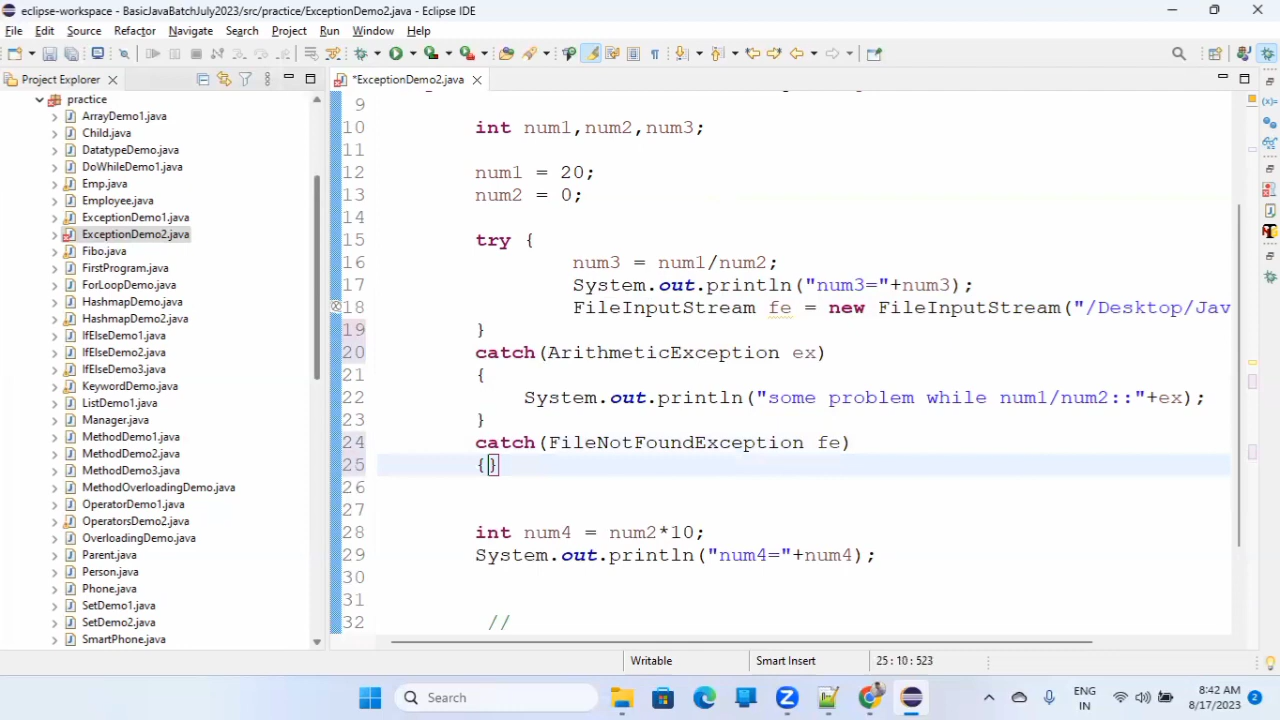 eclipse-workspace - BasicJavaBatchJuly2023/src/practice/ExceptionDemo2.java - Eclipse IDE
File Edit Source Refactor Navigate Search Project Run Window Help
Project Explorer
*ExceptionDemo2.java
practice
ArrayDemo1.java
Child.java
DatatypeDemo.java
DoWhileDemo1.java
Emp.java
Employee.java
ExceptionDemo1.java
ExceptionDemo2.java
Fibo.java
FirstProgram.java
ForLoopDemo.java
HashmapDemo.java
HashmapDemo2.java
IfElseDemo1.java
IfElseDemo2.java
IfElseDemo3.java
KeywordDemo.java
ListDemo1.java
Manager.java
MethodDemo1.java
MethodDemo2.java
MethodDemo3.java
MethodOverloadingDemo.java
OperatorDemo1.java
OperatorsDemo2.java
OverloadingDemo.java
Parent.java
Person.java
Phone.java
SetDemo1.java
SetDemo2.java
SmartPhone.java
9
10 int num1,num2,num3;
11
12 num1 = 20;
13 num2 = 0;
14
15 try {
16 num3 = num1/num2;
17 System.out.println("num3="+num3);
18 FileInputStream fe = new FileInputStream("/Desktop/Jav
19 }
20 catch(ArithmeticException ex)
21 {
22 System.out.println("some problem while num1/num2::"+ex);
23 }
24 catch(FileNotFoundException fe)
25 {}
26
27
28 int num4 = num2*10;
29 System.out.println("num4="+num4);
30
31
32 //
Writable Smart Insert 25 : 10 : 523
Search
ENG
IN
8:42 AM
8/17/2023
2